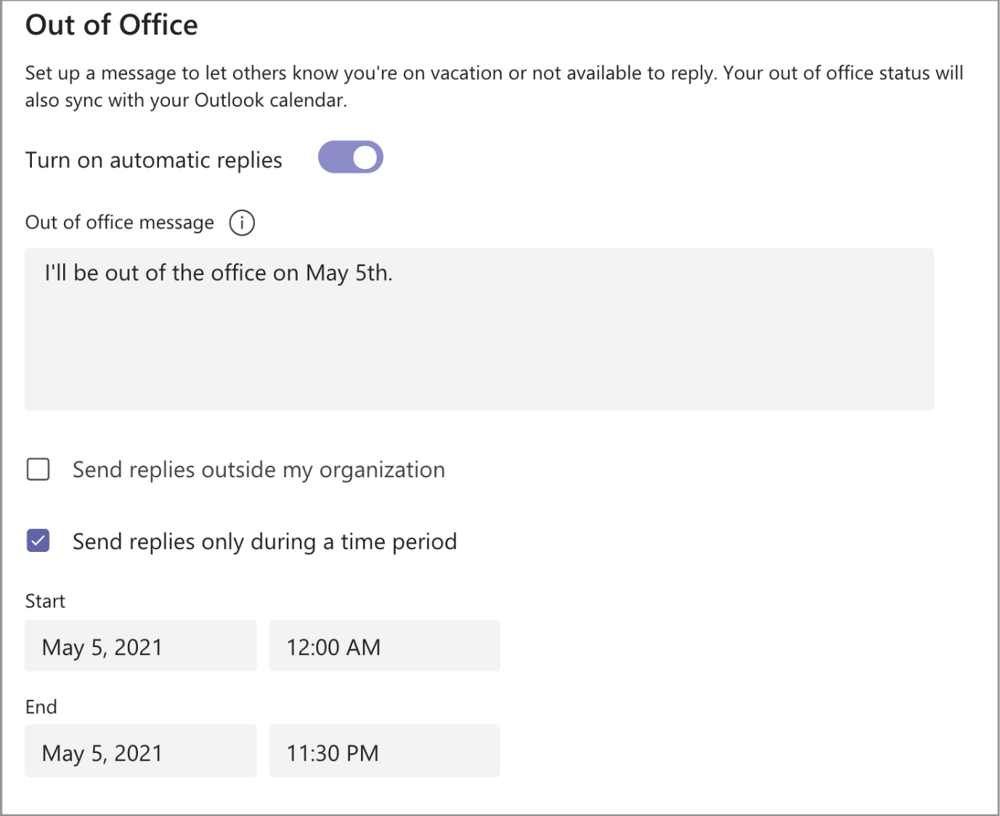 Out of Office
Set up a message to let others know you're on vacation or not available to reply. Your out of office status will
also sync with your Outlook calendar.
Turn on automatic replies
Out of office message
I'll be out of the office on May 5th.
Send replies outside my organization
Send replies only during a time period
Start
May 5, 2021 12:00 AM
End
May 5, 2021 11:30 PM